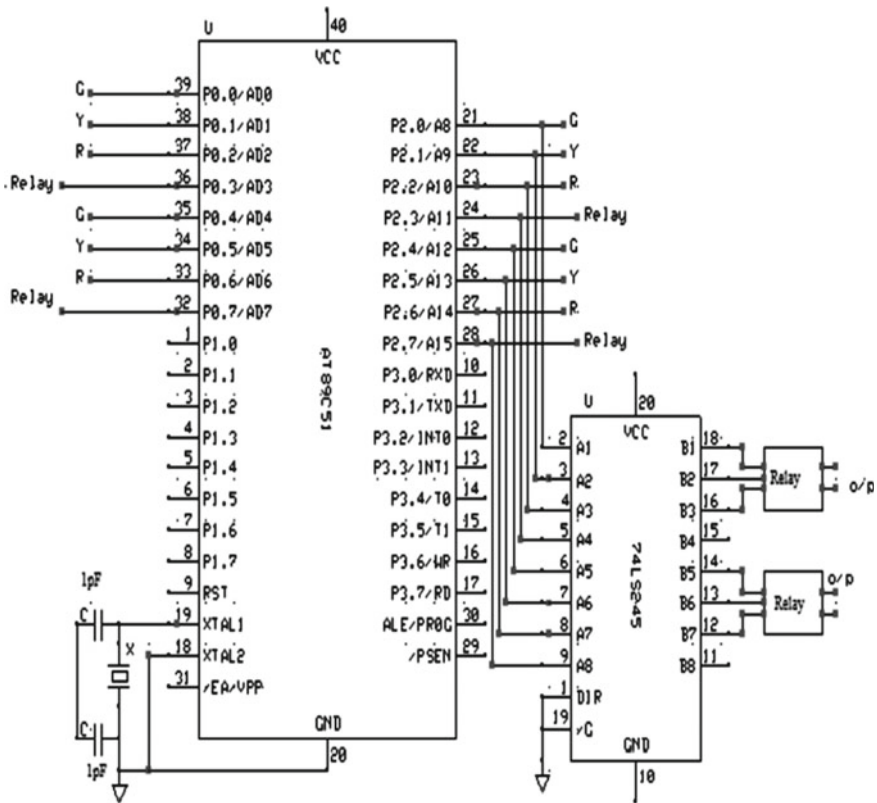 U
40
VCC
G 39 P0.0/AD0
Y 38 P0.1/AD1
R 37 P0.2/AD2
Relay 36 P0.3/AD3
G 35 P0.4/AD4
Y 34 P0.5/AD5
R 33 P0.6/AD6
Relay 32 P0.7/AD7
1 P1.0
2 P1.1
3 P1.2
4 P1.3
5 P1.4
6 P1.5
7 P1.6
8 P1.7
9 RST
19 XTAL1
18 XTAL2
31 /EA/VPP
AT89C51
P2.0/A8 21 G
P2.1/A9 22 Y
P2.2/A10 23 R
P2.3/A11 24 Relay
P2.4/A12 25 G
P2.5/A13 26 Y
P2.6/A14 27 R
P2.7/A15 28 Relay
P3.0/RXD 10
P3.1/TXD 11
P3.2/INT0 12
P3.3/INT1 13
P3.4/T0 14
P3.5/T1 15
P3.6/WR 16
P3.7/RD 17
ALE/PROG 30
/PSEN 29
GND
20
1pF
C
X
C
1pF
U
20
VCC
2 A1
3 A2
4 A3
5 A4
6 A5
7 A6
8 A7
9 A8
1 DIR
19 /G
74LS245
B1 18
B2 17
B3 16
B4 15
B5 14
B6 13
B7 12
B8 11
GND
10
Relay
o/p
o/p
Relay